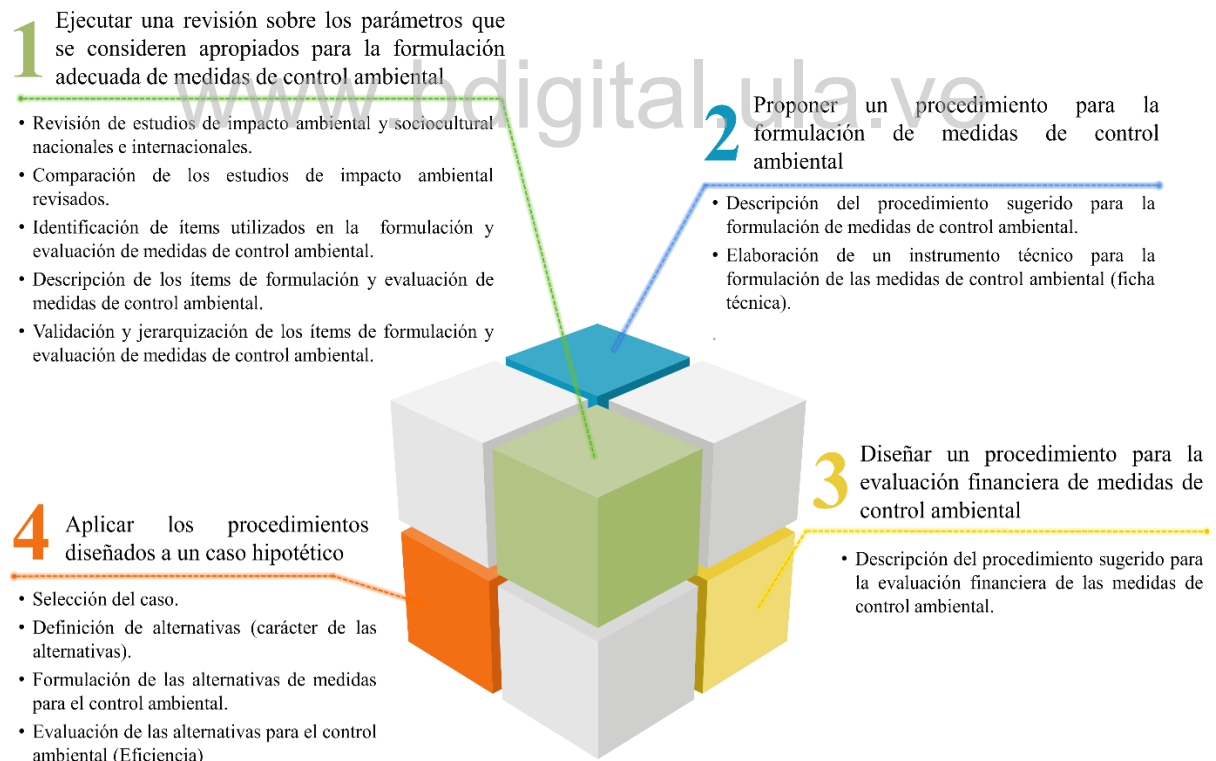 1
Ejecutar una revisión sobre los parámetros que
se consideren apropiados para la formulación
adecuada de medidas de control ambiental
• Revisión de estudios de impacto ambiental y sociocultural
nacionales e internacionales.
• Comparación de los estudios de impacto ambiental
revisados.
• Identificación de ítems utilizados en la formulación y
evaluación de medidas de control ambiental.
• Descripción de los ítems de formulación y evaluación de
medidas de control ambiental.
• Validación y jerarquización de los ítems de formulación y
evaluación de medidas de control ambiental.
www.bdigital.ula.ve
2
Proponer un procedimiento para la
formulación de medidas de control
ambiental
• Descripción del procedimiento sugerido para la
formulación de medidas de control ambiental.
• Elaboración de un instrumento técnico para la
formulación de las medidas de control ambiental (ficha
técnica).
3
Diseñar un procedimiento para la
evaluación financiera de medidas de
control ambiental
• Descripción del procedimiento sugerido para
la evaluación financiera de las medidas de
control ambiental.
4
Aplicar los procedimientos
diseñados a un caso hipotético
• Selección del caso.
• Definición de alternativas (carácter de las
alternativas).
• Formulación de las alternativas de medidas
para el control ambiental.
• Evaluación de las alternativas para el control
ambiental (Eficiencia)